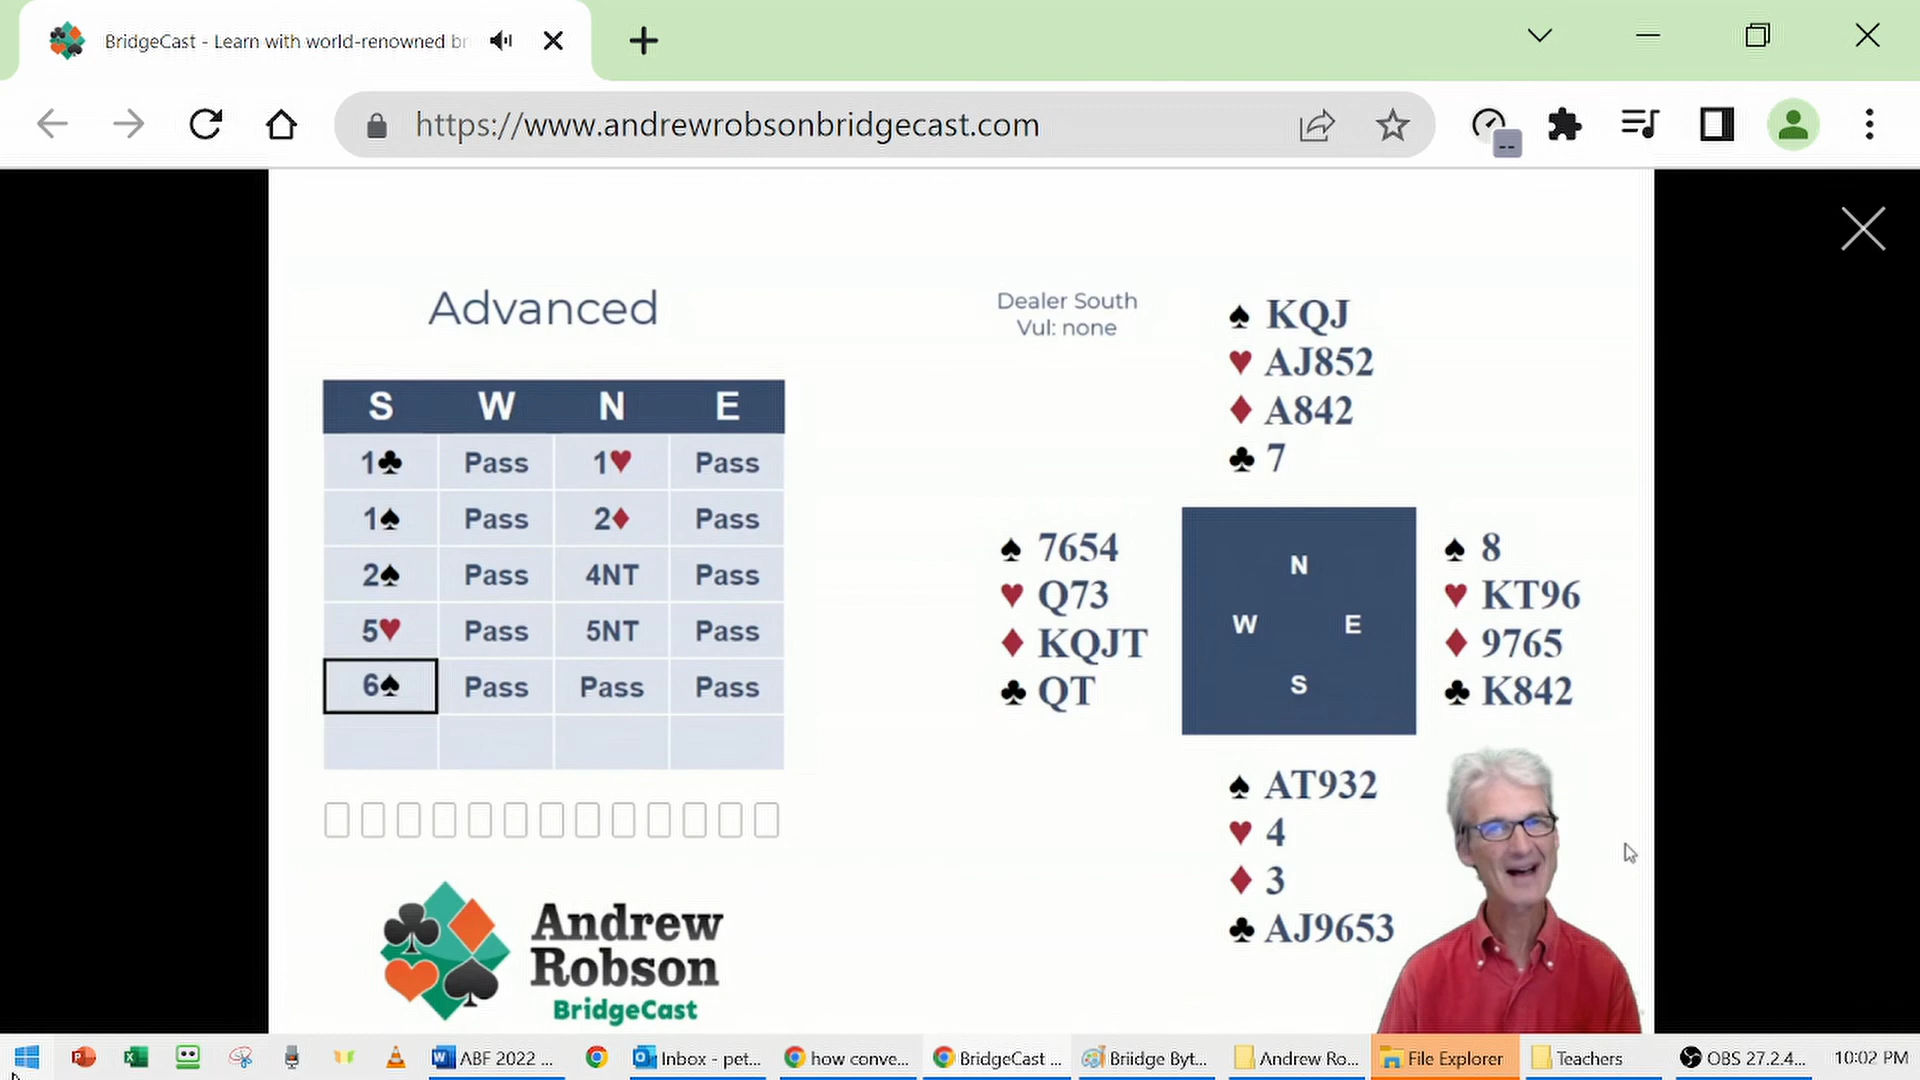 BridgeCast - Learn with world-renowned br
https://www.andrewrobsonbridgecast.com
--
Advanced
Dealer South
Vul: none
S W N E
1♣ Pass 1♥ Pass
1♠ Pass 2♦ Pass
2♠ Pass 4NT Pass
5♥ Pass 5NT Pass
6♠ Pass Pass Pass
♠ KQJ
♥ AJ852
♦ A842
♣ 7
♠ 7654
♥ Q73
♦ KQJT
♣ QT
N
W E
S
♠ 8
♥ KT96
♦ 9765
♣ K842
♠ AT932
♥ 4
♦ 3
♣ AJ9653
Andrew
Robson
BridgeCast
ABF 2022 ... Inbox - pet... how conve... BridgeCast ... Briidge Byt... Andrew Ro... File Explorer Teachers OBS 27.2.4... 10:02 PM